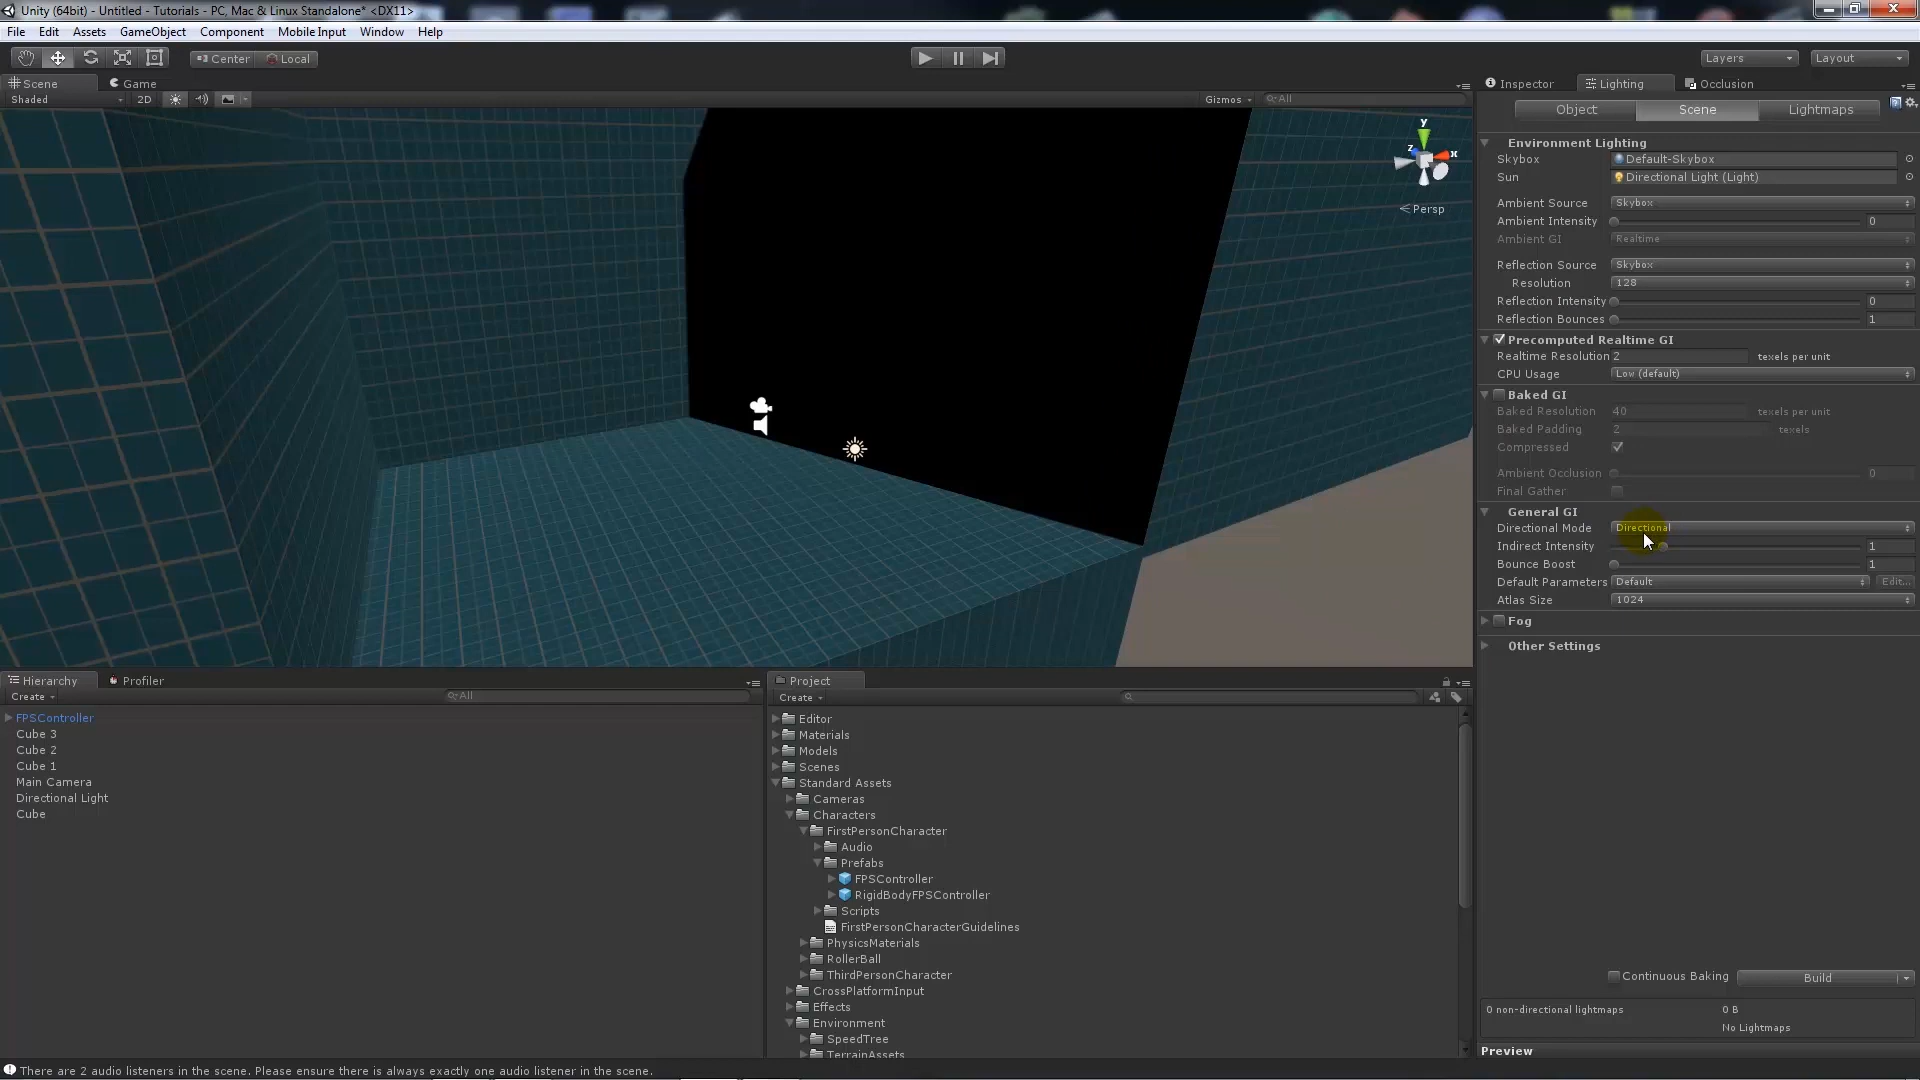 Unity (64bit) - Untitled - Tutorials - PC, Mac & Linux Standalone* <DX11>
File Edit Assets GameObject Component Mobile Input Window Help
Center Local Layers Layout
Scene Game Inspector Lighting Occlusion
Shaded 2D Gizmos All
Object Scene Lightmaps
y
z x
Persp
Environment Lighting
Skybox Default-Skybox
Sun Directional Light (Light)
Ambient Source Skybox
Ambient Intensity 0
Ambient GI Realtime
Reflection Source Skybox
Resolution 128
Reflection Intensity 0
Reflection Bounces 1
Precomputed Realtime GI
Realtime Resolution 2 texels per unit
CPU Usage Low (default)
Baked GI
Baked Resolution 40 texels per unit
Baked Padding 2 texels
Compressed
Ambient Occlusion 0
Final Gather
General GI
Directional Mode Directional
Indirect Intensity 1
Bounce Boost 1
Default Parameters Default Edit...
Atlas Size 1024
Fog
Other Settings
Continuous Baking Build
0 non-directional lightmaps 0 B
No Lightmaps
Preview
Hierarchy Profiler
Create All
FPSController
Cube 3
Cube 2
Cube 1
Main Camera
Directional Light
Cube
Project
Create
Editor
Materials
Models
Scenes
Standard Assets
Cameras
Characters
FirstPersonCharacter
Audio
Prefabs
FPSController
RigidBodyFPSController
Scripts
FirstPersonCharacterGuidelines
PhysicsMaterials
RollerBall
ThirdPersonCharacter
CrossPlatformInput
Effects
Environment
SpeedTree
TerrainAssets
There are 2 audio listeners in the scene. Please ensure there is always exactly one audio listener in the scene.